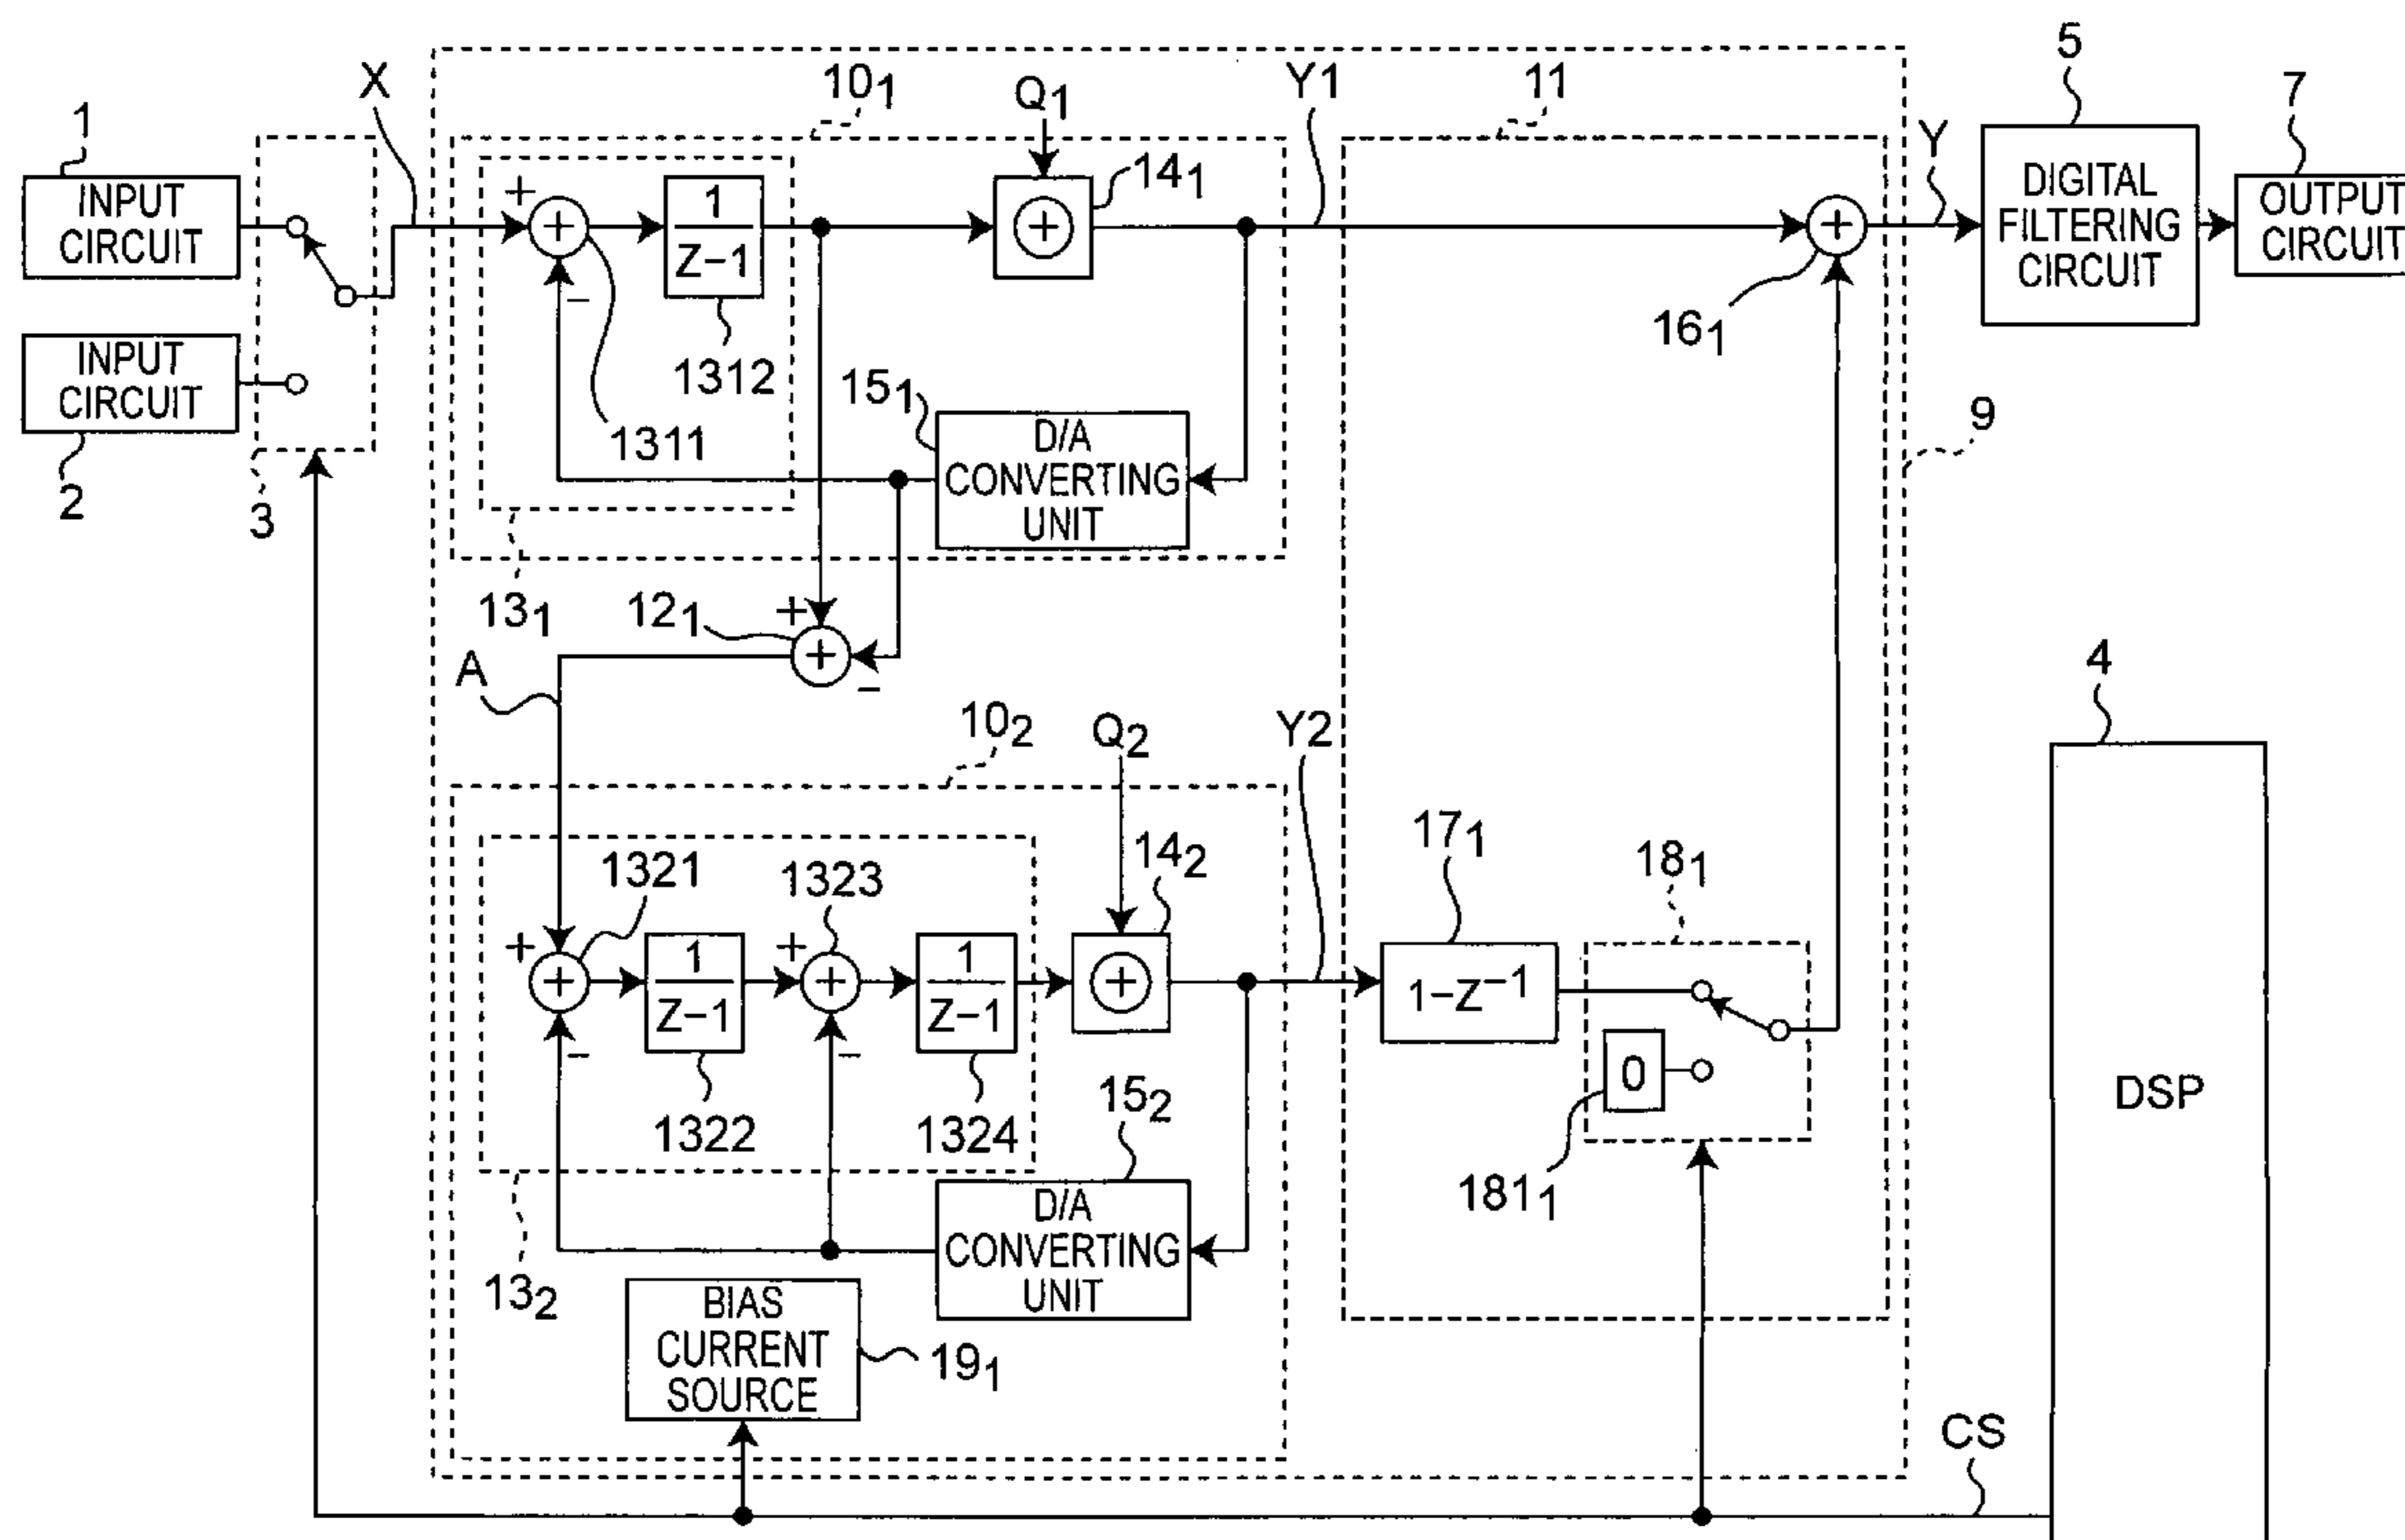 X
10₁
Q₁
Y1
11
5
7
1
INPUT
CIRCUIT
+
+
−
1
Z−1
1311
1312
+
14₁
+
16₁
Y
DIGITAL
FILTERING
CIRCUIT
OUTPUT
CIRCUIT
INPUT
CIRCUIT
2
3
15₁
D/A
CONVERTING
UNIT
9
13₁
12₁
+
+
−
A
4
DSP
10₂
Q₂
Y2
1321
1323
14₂
17₁
18₁
+
+
−
1
Z−1
+
+
−
1
Z−1
+
1−Z⁻¹
0
181₁
1322
1324
15₂
D/A
CONVERTING
UNIT
13₂
BIAS
CURRENT
SOURCE
19₁
CS